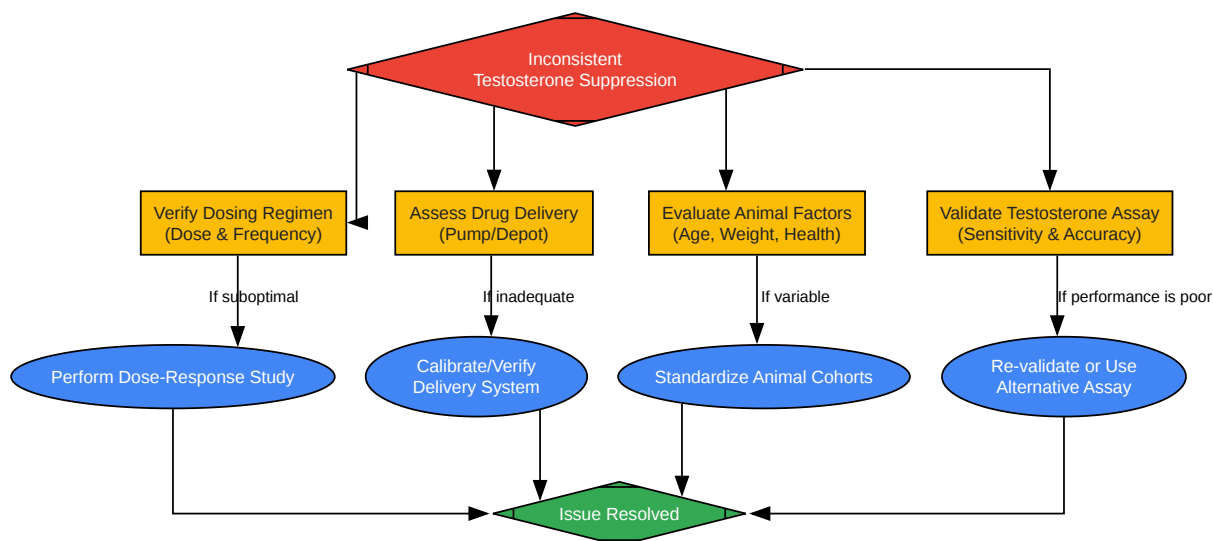 Inconsistent
Testosterone Suppression
Verify Dosing Regimen
(Dose & Frequency)
Assess Drug Delivery
(Pump/Depot)
Evaluate Animal Factors
(Age, Weight, Health)
Validate Testosterone Assay
(Sensitivity & Accuracy)
If suboptimal
If inadequate
If variable
If performance is poor
Perform Dose-Response Study
Calibrate/Verify
Delivery System
Standardize Animal Cohorts
Re-validate or Use
Alternative Assay
Issue Resolved